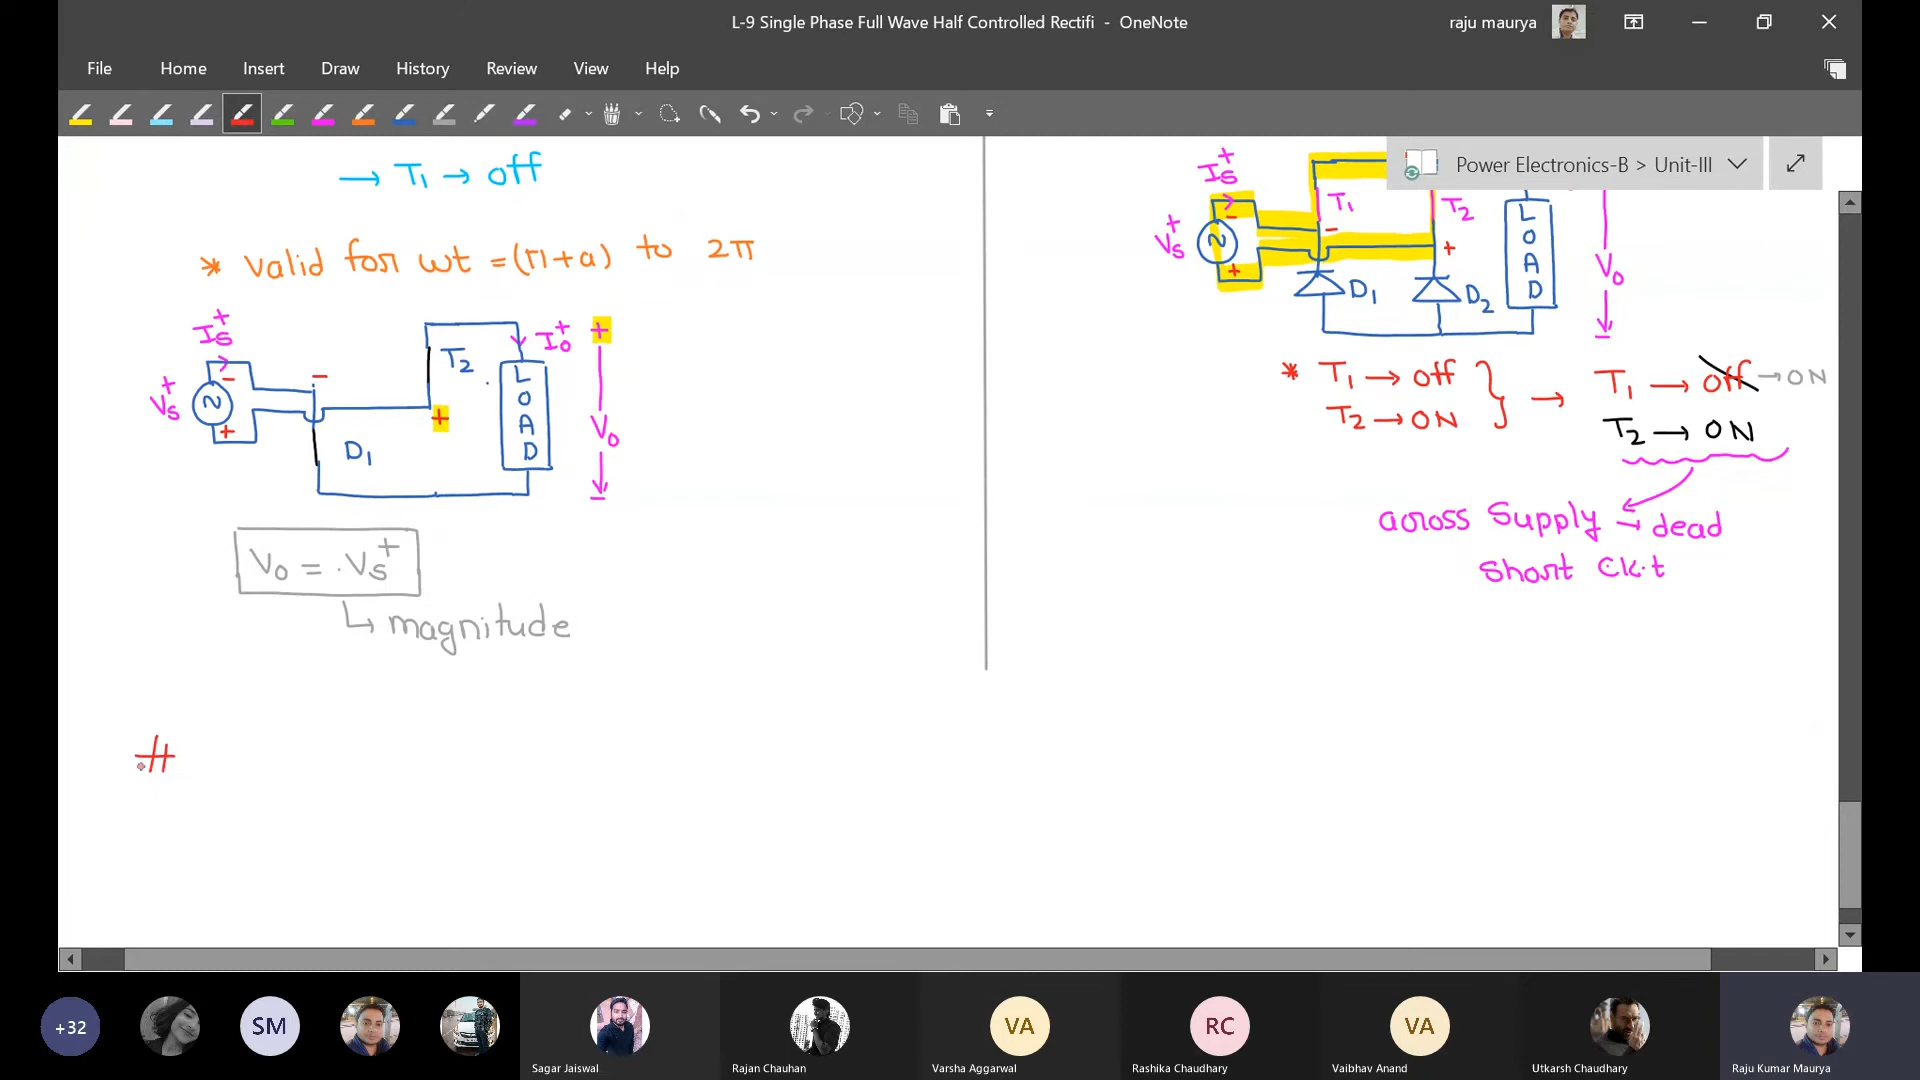 L-9 Single Phase Full Wave Half Controlled Rectifi - OneNote
raju maurya
File Home Insert Draw History Review View Help
Power Electronics-B > Unit-III
→ T1 → off
* valid for wt = (π+α) to 2π
Is+
Vs+
T2
Io+
+
-
-
+
+
D1
LOAD
Vo
-
Vo = .Vs+
↳ magnitude
#
Is+
Vs+
T1
T2
-
-
+
+
D1
D2
LOAD
Vo
-
* T1 → off
T2 → ON
} →
T1 → off → ON
T2 → ON
across Supply → dead
Short Ck.t
+32
SM
VA
RC
VA
Sagar Jaiswal
Rajan Chauhan
Varsha Aggarwal
Rashika Chaudhary
Vaibhav Anand
Utkarsh Chaudhary
Raju Kumar Maurya